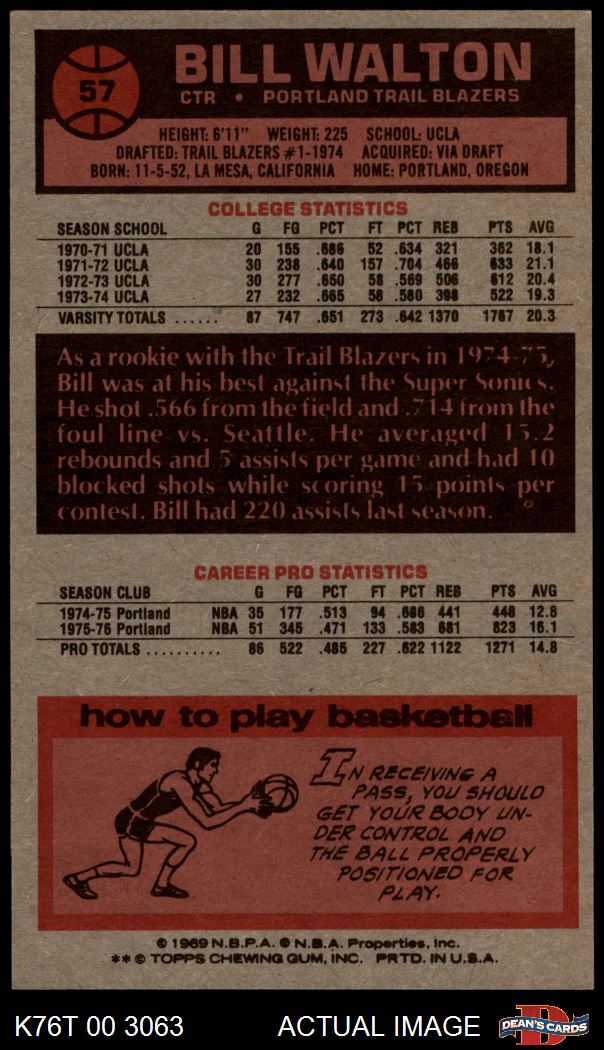 57
BILL WALTON
CTR • PORTLAND TRAIL BLAZERS
HEIGHT: 6'11" WEIGHT: 225 SCHOOL: UCLA
DRAFTED: TRAIL BLAZERS #1-1974 ACQUIRED: VIA DRAFT
BORN: 11-5-52, LA MESA, CALIFORNIA HOME: PORTLAND, OREGON
COLLEGE STATISTICS
SEASON SCHOOL G FG PCT FT PCT REB PTS AVG
1970-71 UCLA 20 155 .686 52 .634 321 362 18.1
1971-72 UCLA 30 238 .640 157 .704 466 633 21.1
1972-73 UCLA 30 277 .650 58 .569 506 612 20.4
1973-74 UCLA 27 232 .665 58 .580 398 522 19.3
VARSITY TOTALS ...... 87 747 .651 273 .642 1370 1767 20.3
As a rookie with the Trail Blazers in 1974-75,
Bill was at his best against the Super Sonics.
He shot .566 from the field and .714 from the
foul line vs. Seattle. He averaged 15.2
rebounds and 5 assists per game and had 10
blocked shots while scoring 15 points per
contest. Bill had 220 assists last season. ©
CAREER PRO STATISTICS
SEASON CLUB G FG PCT FT PCT REB PTS AVG
1974-75 Portland NBA 35 177 .513 94 .686 441 448 12.8
1975-76 Portland NBA 51 345 .471 133 .583 681 823 16.1
PRO TOTALS .......... 86 522 .485 227 .622 1122 1271 14.8
how to play basketball
IN RECEIVING A
PASS, YOU SHOULD
GET YOUR BODY UN-
DER CONTROL AND
THE BALL PROPERLY
POSITIONED FOR
PLAY.
© 1969 N.B.P.A. © N.B.A. Properties, Inc.
** © TOPPS CHEWING GUM, INC. PRTD. IN U.S.A.
K76T 00 3063 ACTUAL IMAGE DEAN'S CARDS